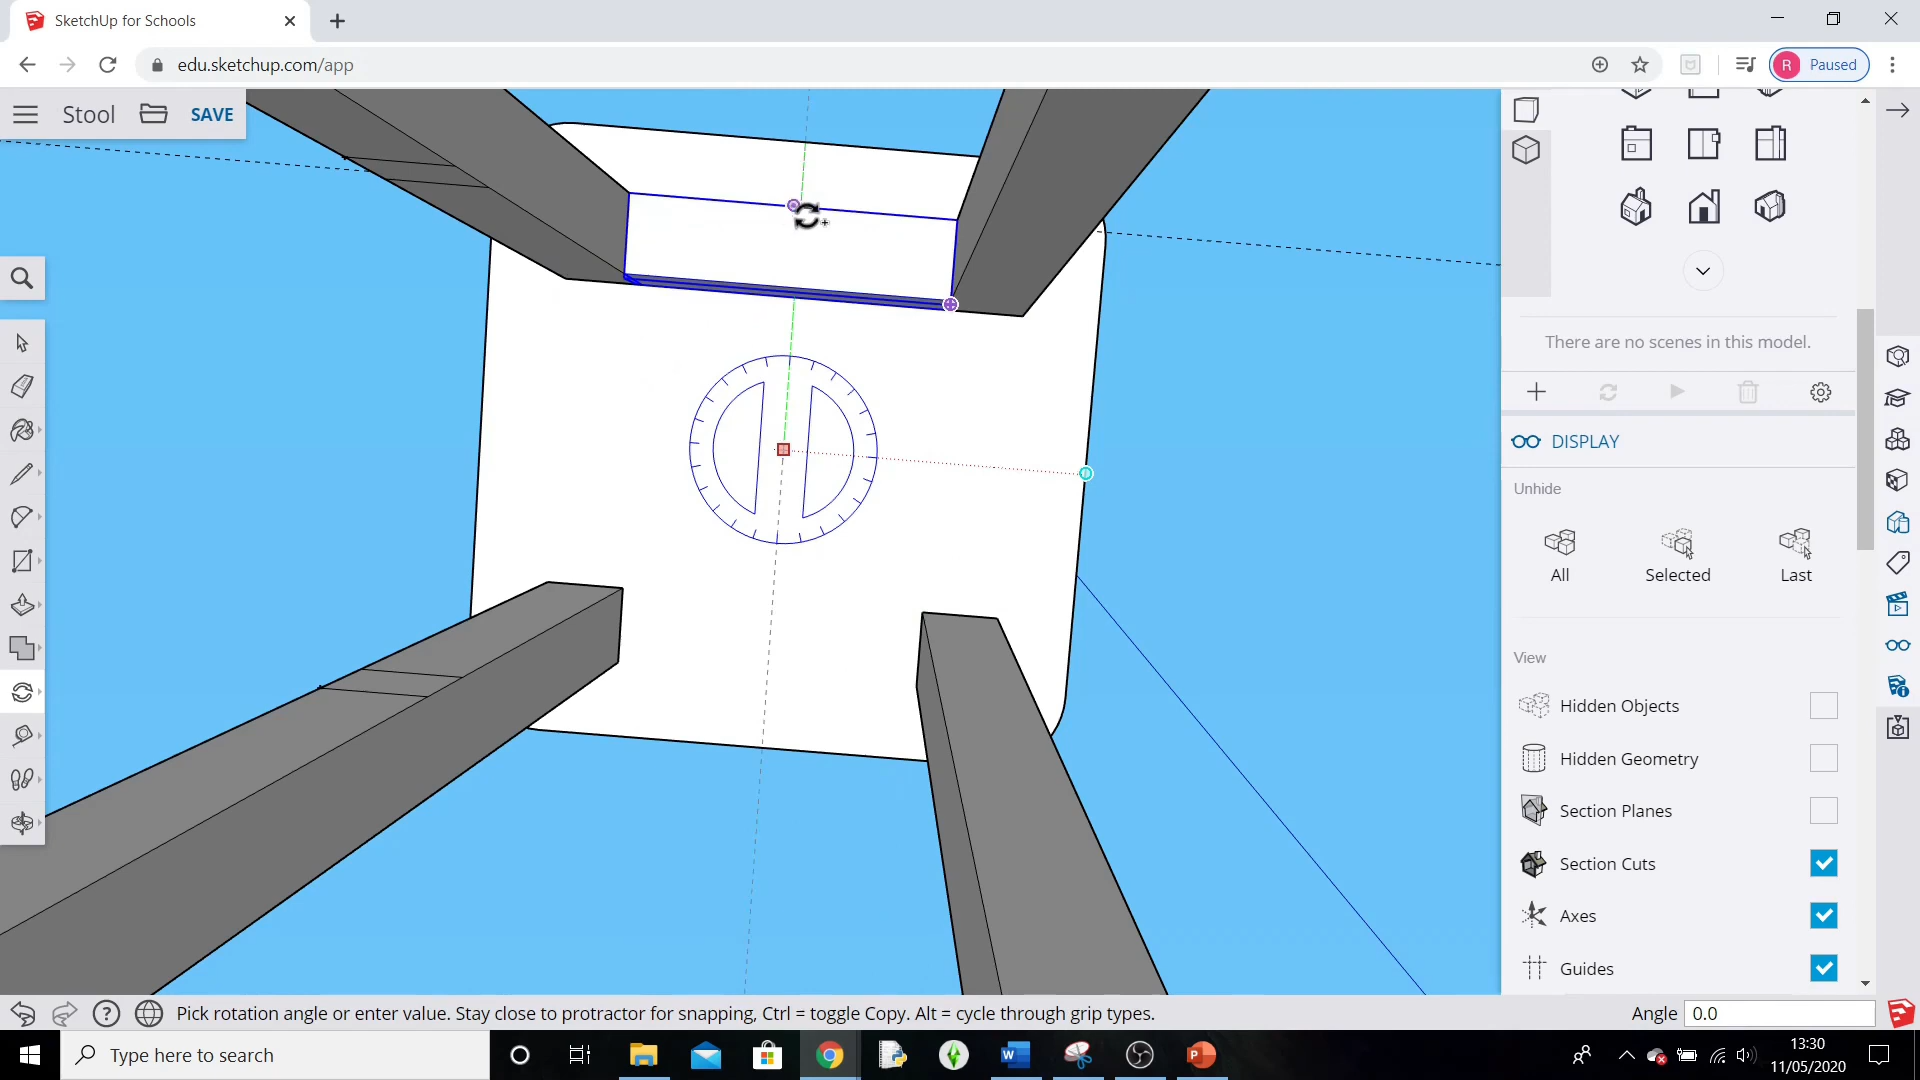 SketchUp for Schools
edu.sketchup.com/app
R Paused
Stool SAVE
There are no scenes in this model.
DISPLAY
Unhide
All Selected Last
View
Hidden Objects
Hidden Geometry
Section Planes
Section Cuts
Axes
Guides
Pick rotation angle or enter value. Stay close to protractor for snapping, Ctrl = toggle Copy. Alt = cycle through grip types.
Angle 0.0
Type here to search
13:30
11/05/2020